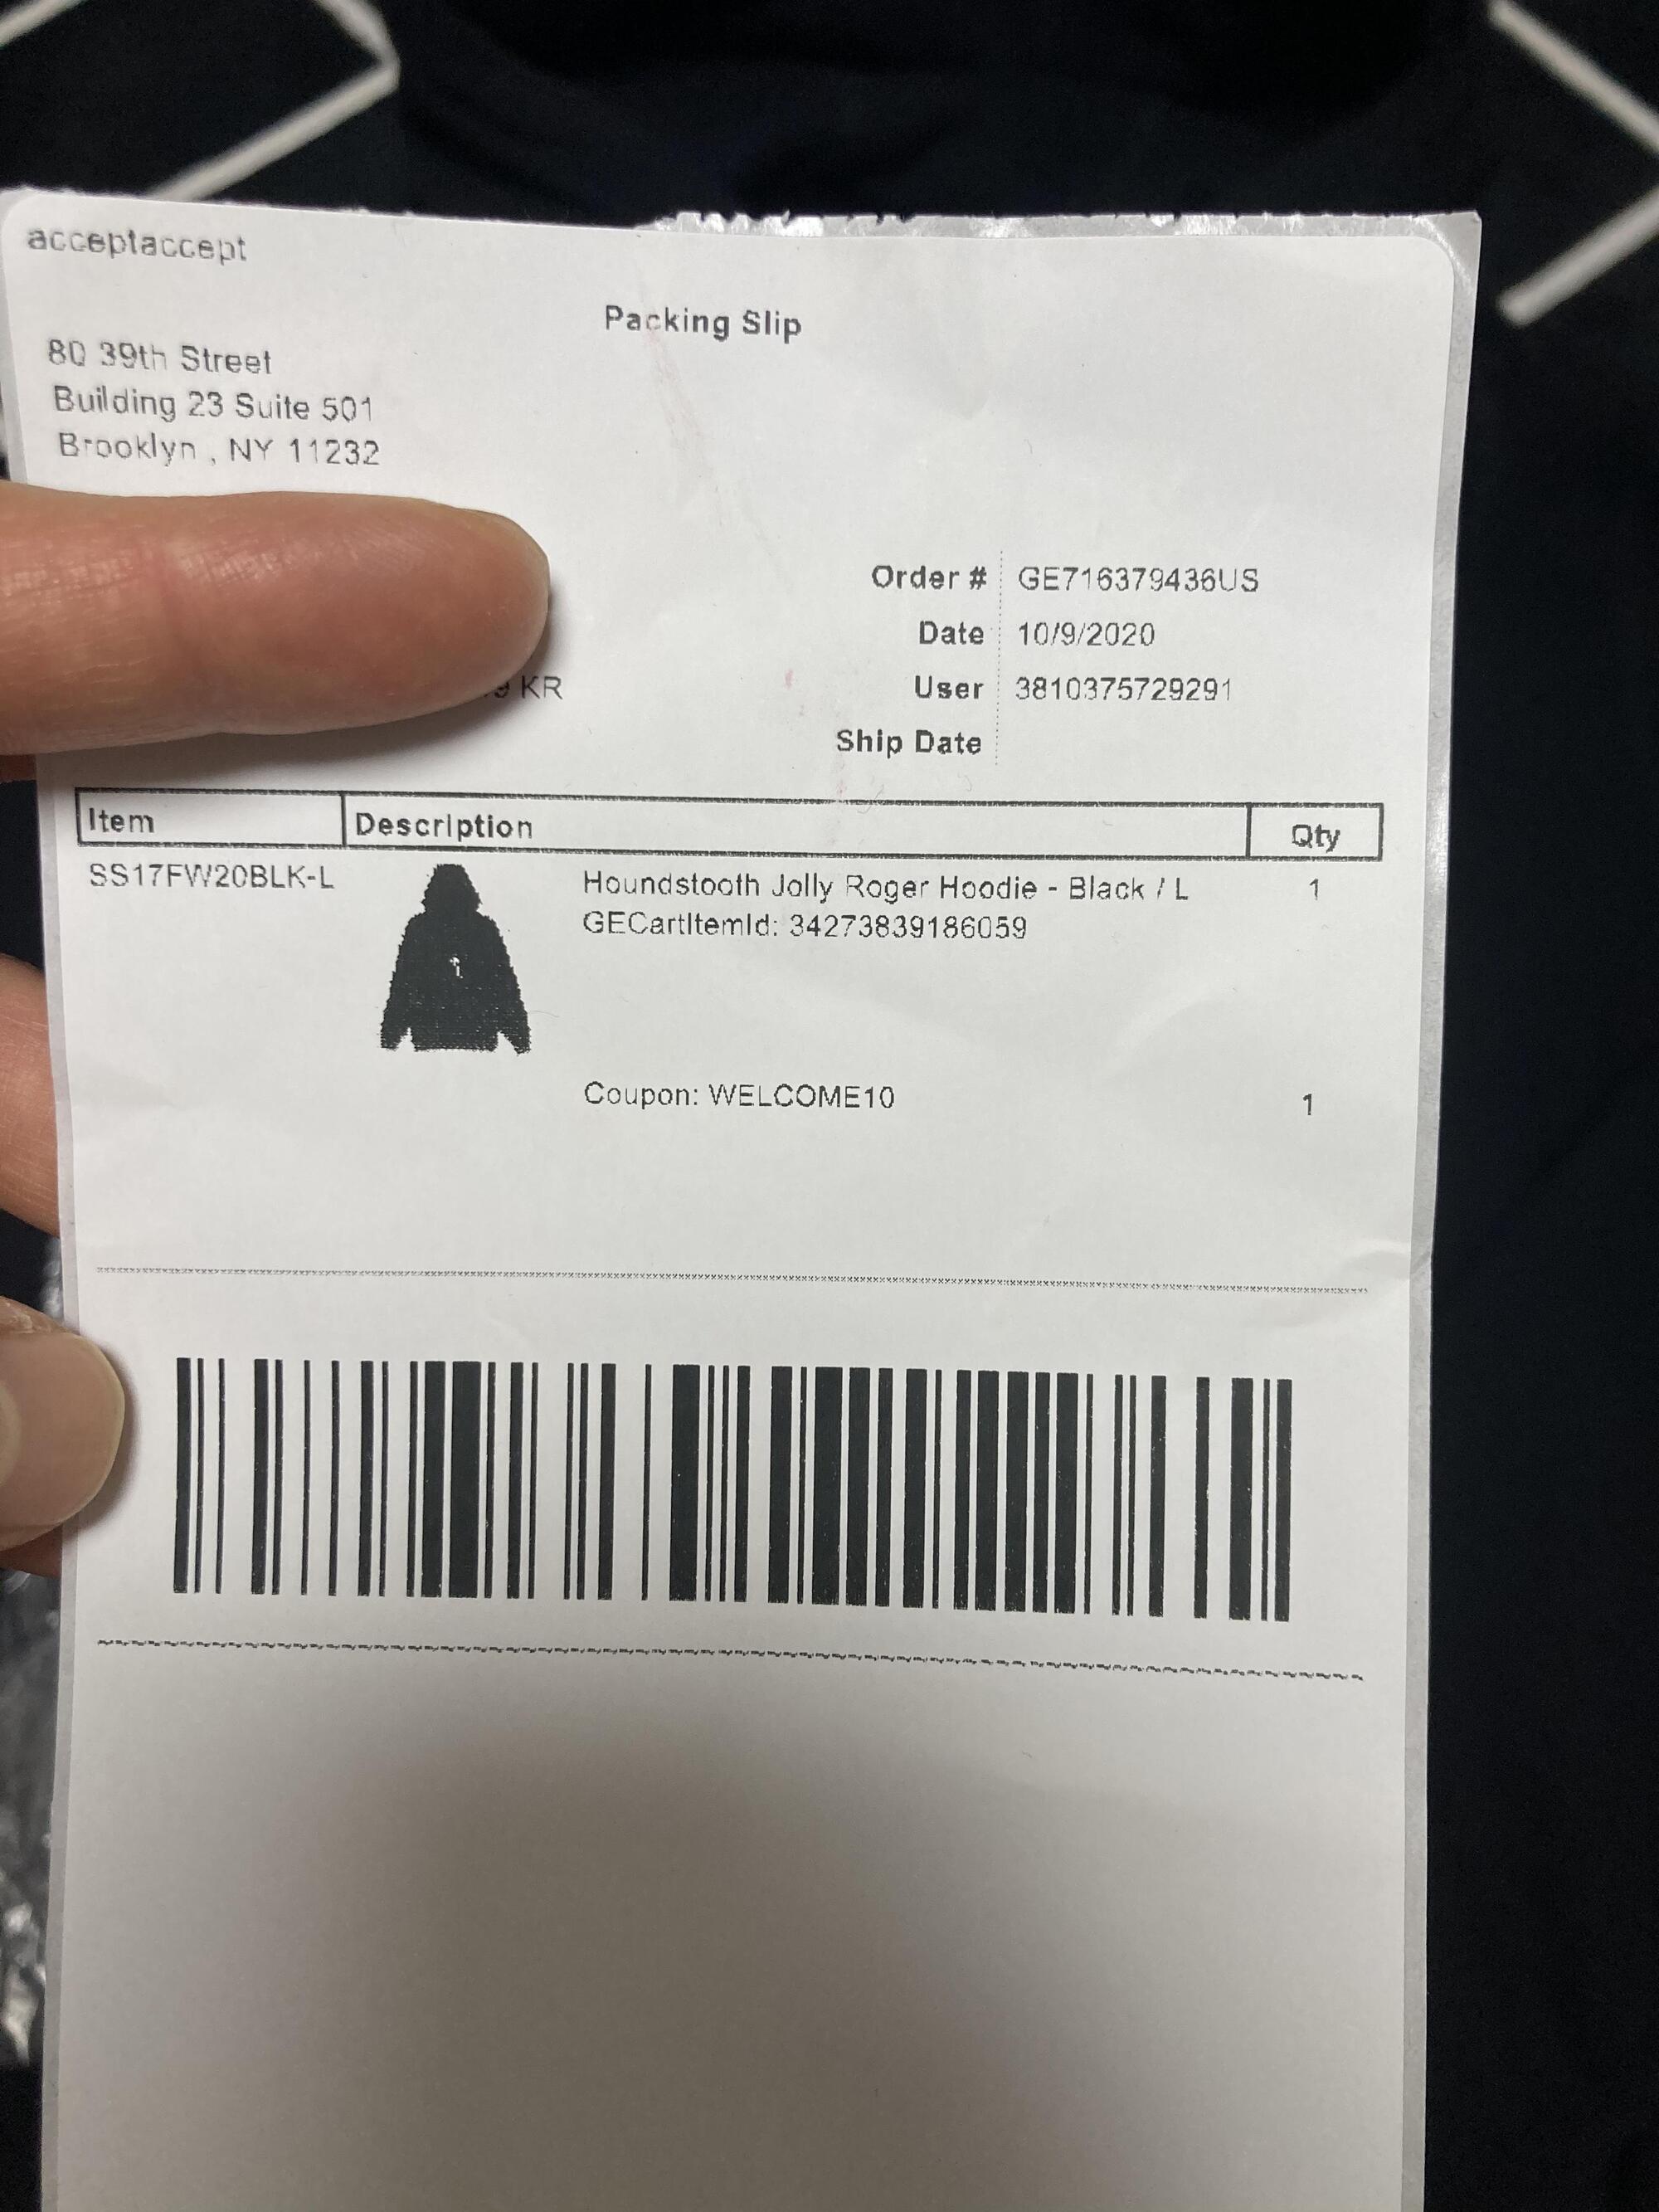 acceptaccept
Packing Slip
80 39th Street
Building 23 Suite 501
Brooklyn , NY 11232
Order # GE716379436US
Date 10/9/2020
KR
User 3810375729291
Ship Date
Item Description Qty
SS17FW20BLK-L Houndstooth Jolly Roger Hoodie - Black / L 1
GECartItemId: 34273839186059
Coupon: WELCOME10 1